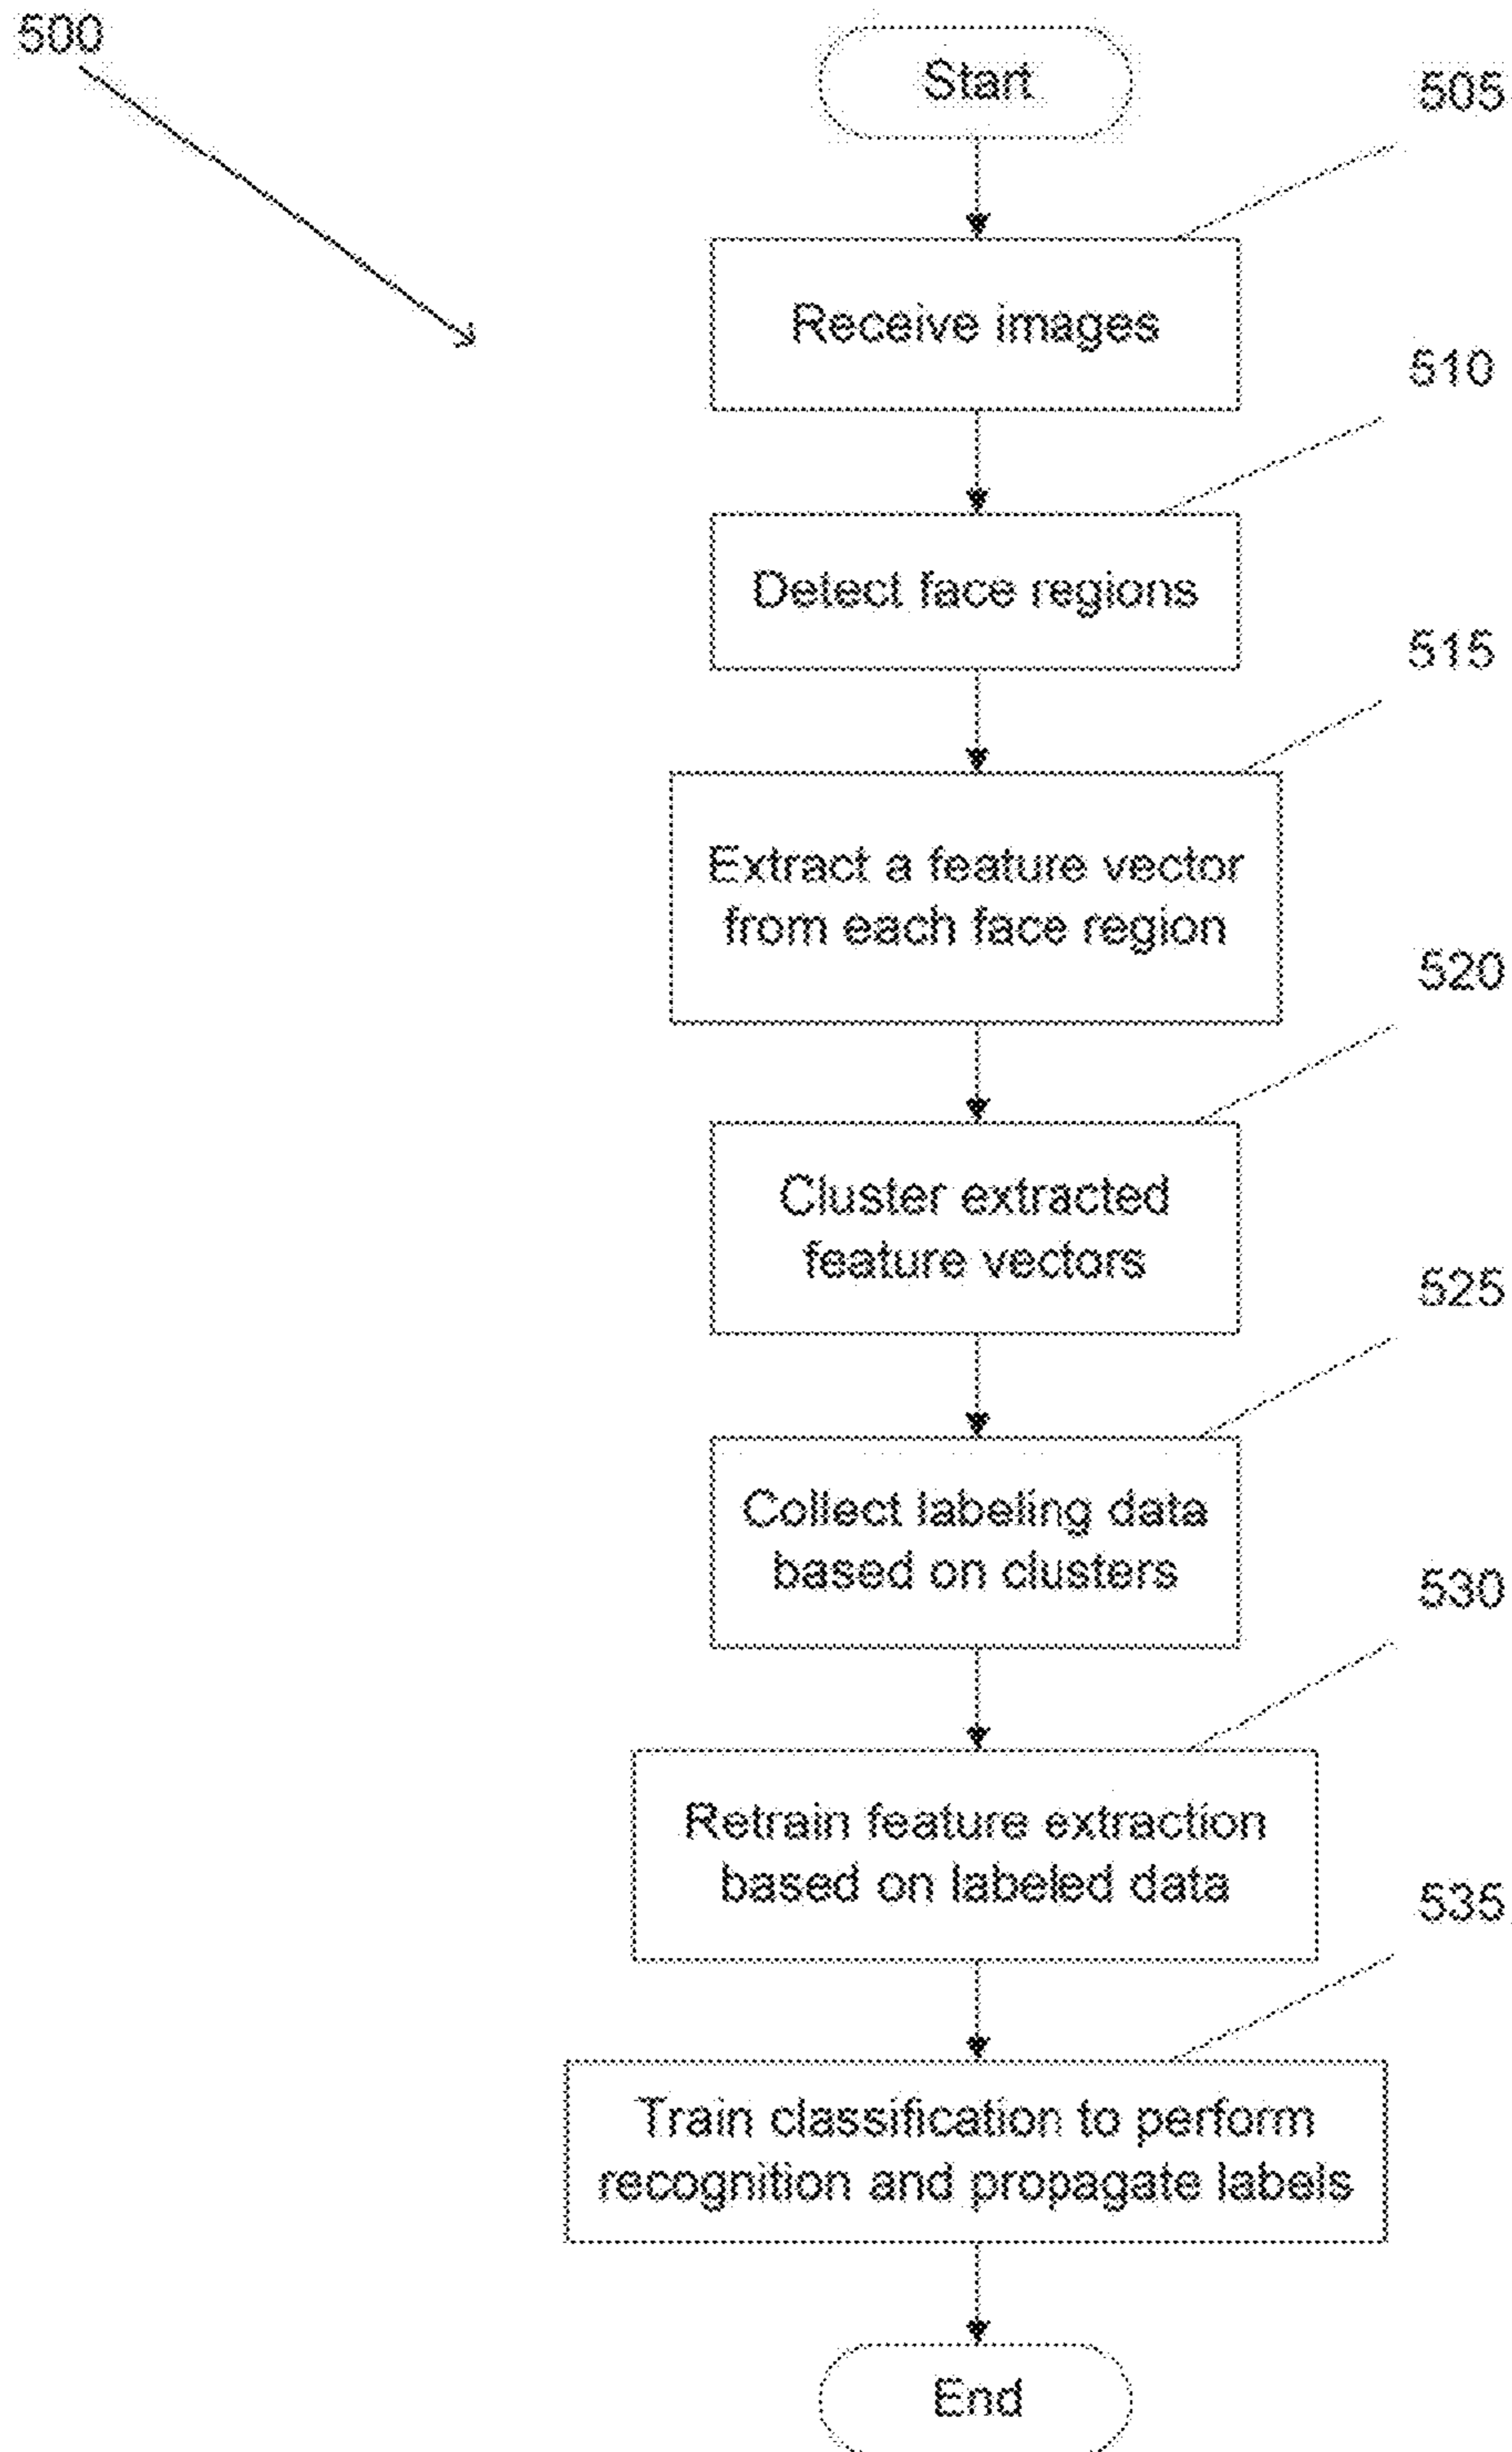 500
Start
505
Receive images
510
Detect face regions
515
Extract a feature vector
from each face region
520
Cluster extracted
feature vectors
525
Collect labeling data
based on clusters
530
Retrain feature extraction
based on labeled data
535
Train classification to perform
recognition and propagate labels
End